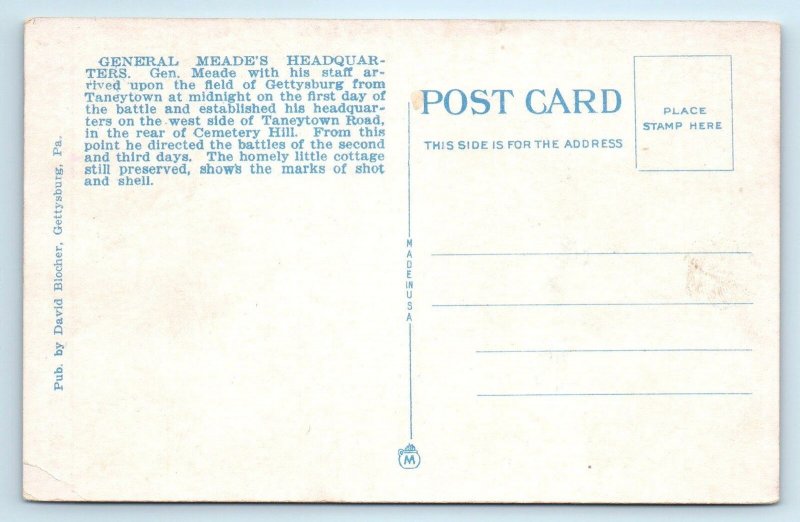 GENERAL MEADE'S HEADQUAR-
TERS. Gen. Meade with his staff ar-
rived upon the field of Gettysburg from
Taneytown at midnight on the first day of
the battle and established his headquar-
ters on the west side of Taneytown Road,
in the rear of Cemetery Hill. From this
point he directed the battles of the second
and third days. The homely little cottage
still preserved, shows the marks of shot
and shell.
Pub. by David Blocher, Gettysburg, Pa.
MADE IN USA
M
POST CARD
THIS SIDE IS FOR THE ADDRESS
PLACE
STAMP HERE